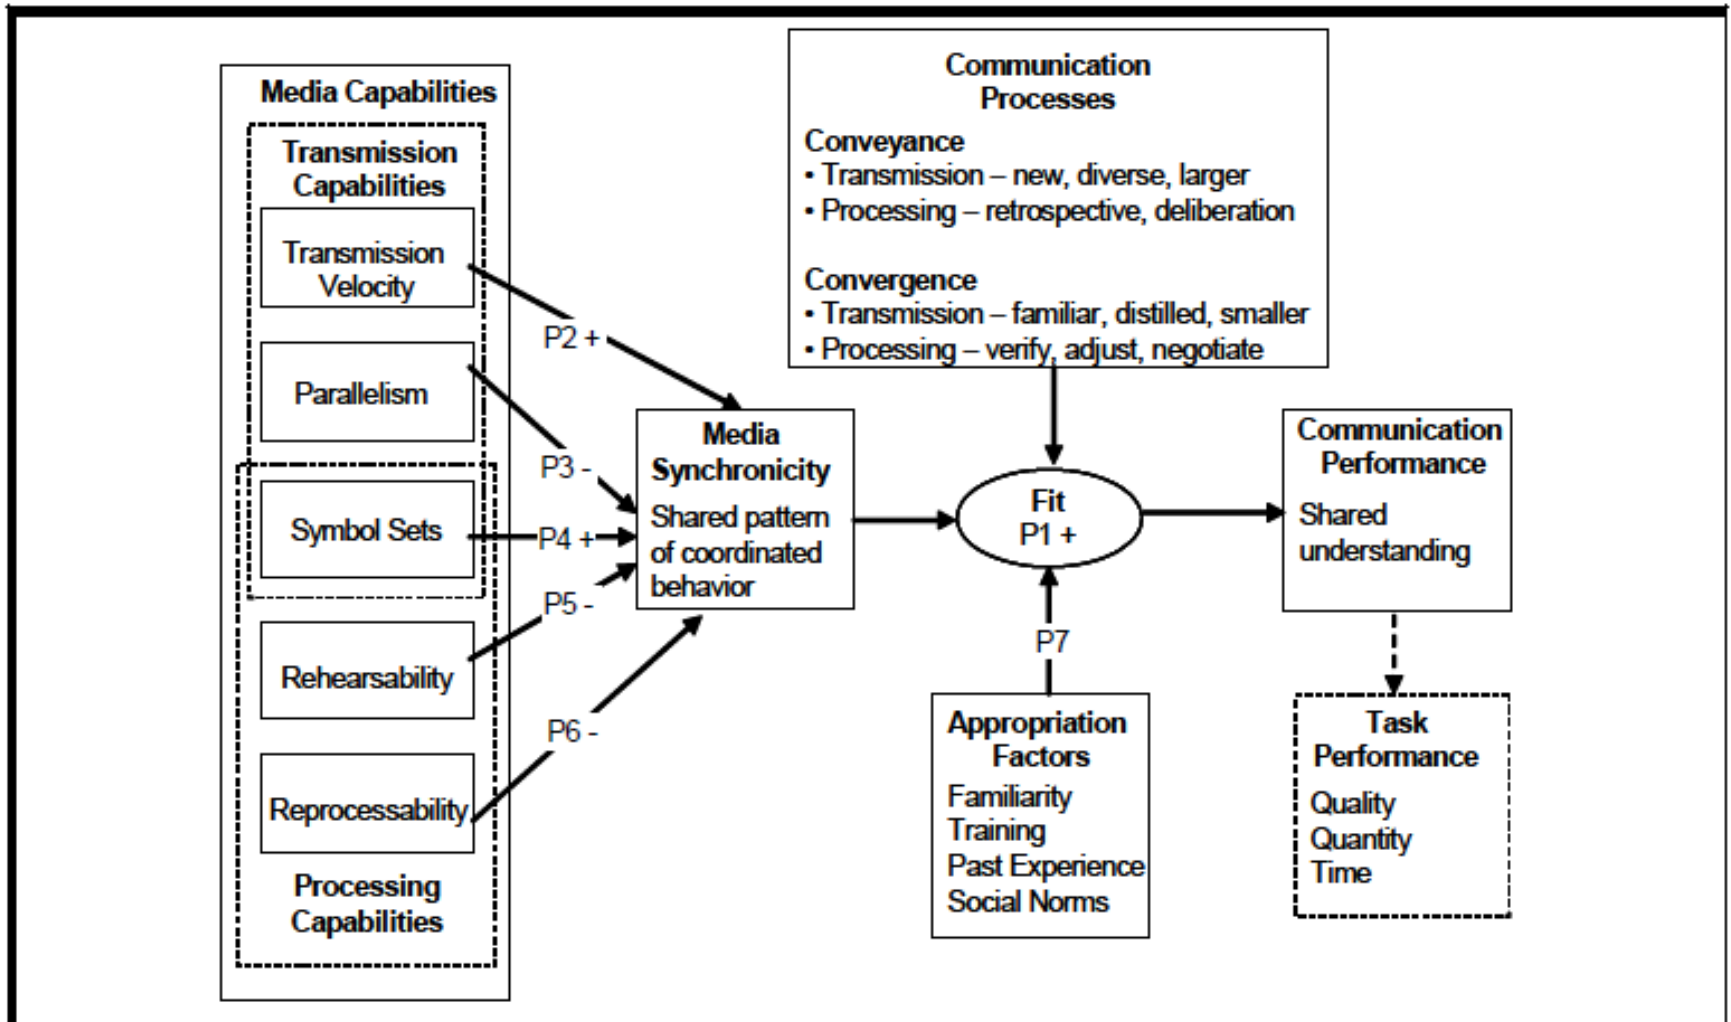 Media Capabilities
Transmission
Capabilities
Transmission
Velocity
Parallelism
Symbol Sets
Rehearsability
Reprocessability
Processing
Capabilities
P2 +
P3 -
P4 +
P5 -
P6 -
Media
Synchronicity
Shared pattern
of coordinated
behavior
Communication
Processes
Conveyance
• Transmission – new, diverse, larger
• Processing – retrospective, deliberation
Convergence
• Transmission – familiar, distilled, smaller
• Processing – verify, adjust, negotiate
Fit
P1 +
P7
Appropriation
Factors
Familiarity
Training
Past Experience
Social Norms
Communication
Performance
Shared
understanding
Task
Performance
Quality
Quantity
Time